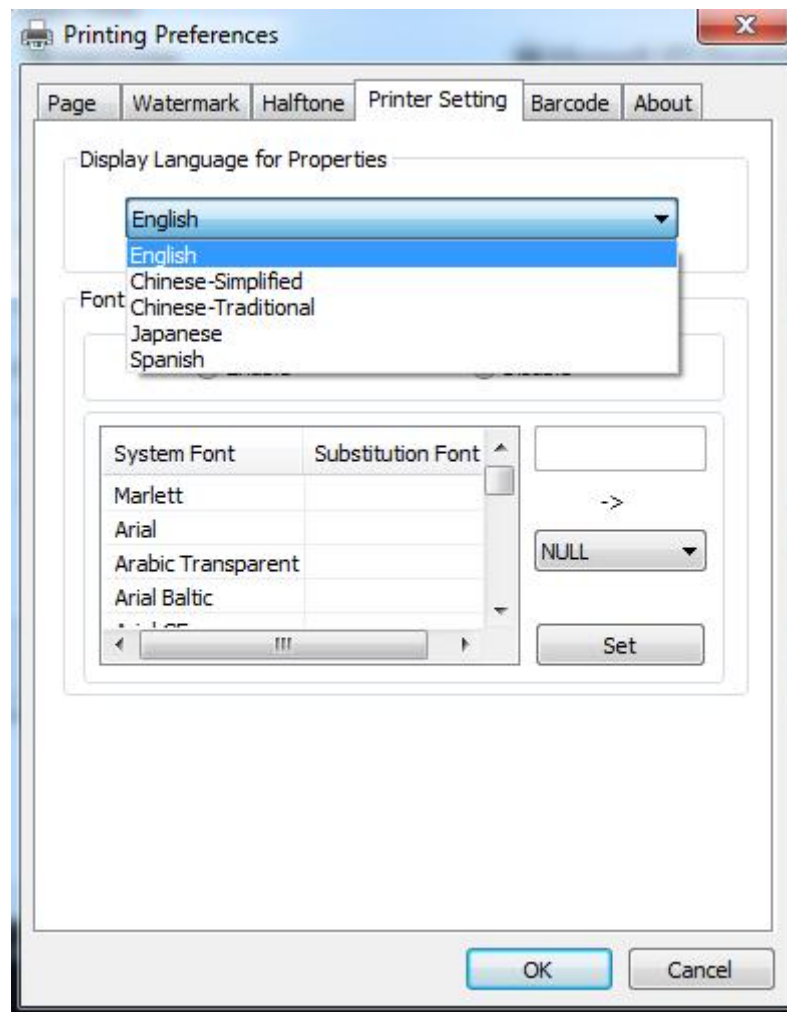 Printing Preferences
Page Watermark Halftone Printer Setting Barcode About
Display Language for Properties
English
English
Chinese-Simplified
Chinese-Traditional
Japanese
Spanish
Font
System Font Substitution Font
Marlett
->
Arial
NULL
Arabic Transparent
Arial Baltic
Set
OK Cancel